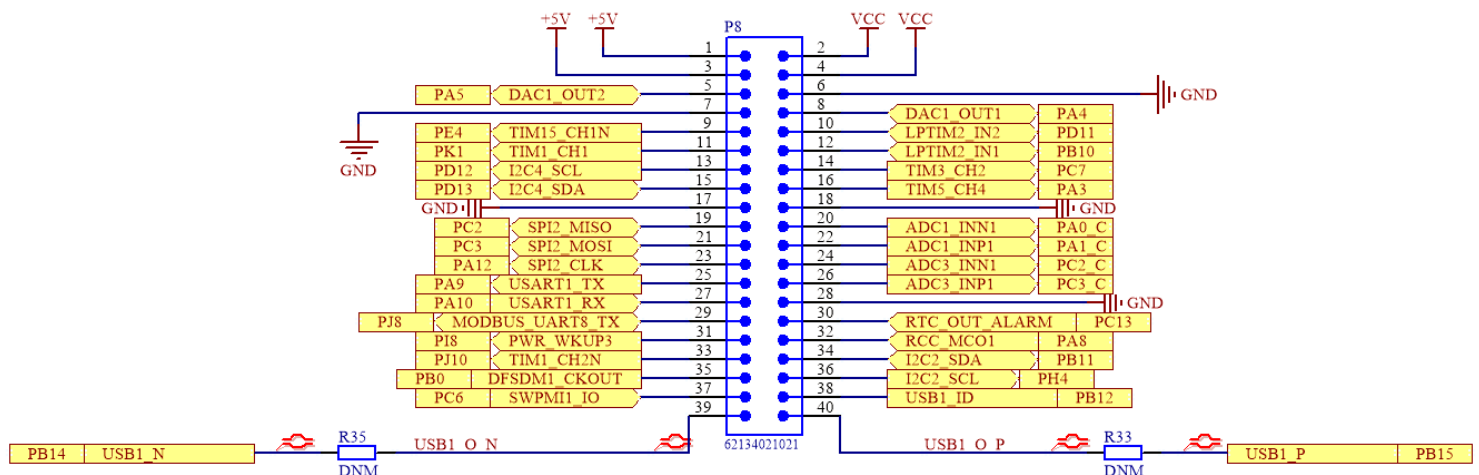 +5V +5V P8 VCC VCC
1 2
3 4
PA5 DAC1_OUT2 5 6 GND
7 8 DAC1_OUT1 PA4
PE4 TIM15_CH1N 9 10 LPTIM2_IN2 PD11
PK1 TIM1_CH1 11 12 LPTIM2_IN1 PB10
GND
PD12 I2C4_SCL 13 14 TIM3_CH2 PC7
PD13 I2C4_SDA 15 16 TIM5_CH4 PA3
GND 17 18 GND
PC2 SPI2_MISO 19 20 ADC1_INN1 PA0_C
PC3 SPI2_MOSI 21 22 ADC1_INP1 PA1_C
PA12 SPI2_CLK 23 24 ADC3_INN1 PC2_C
PA9 USART1_TX 25 26 ADC3_INP1 PC3_C
PA10 USART1_RX 27 28 GND
PJ8 MODBUS_UART8_TX 29 30 RTC_OUT_ALARM PC13
PI8 PWR_WKUP3 31 32 RCC_MCO1 PA8
PJ10 TIM1_CH2N 33 34 I2C2_SDA PB11
PB0 DFSDM1_CKOUT 35 36 I2C2_SCL PH4
PC6 SWPMI1_IO 37 38 USB1_ID PB12
39 40
R35 USB1_O_N 62134021021 USB1_O_P R33
PB14 USB1_N USB1_P PB15
DNM DNM